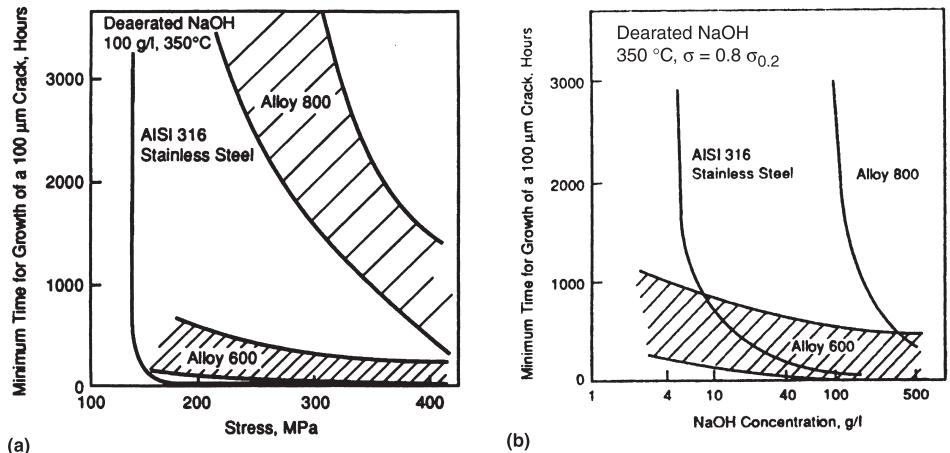 Minimum Time for Growth of a 100 μm Crack, Hours
Deaerated NaOH
100 g/l, 350°C
3000
2000
1000
0
AISI 316
Stainless Steel
Alloy 800
Alloy 600
100
200
300
400
Stress, MPa
(a)
Minimum Time for Growth of a 100 μm Crack. Hours
Dearated NaOH
350 °C, σ = 0.8 σ0.2
3000
2000
1000
0
AISI 316
Stainless Steel
Alloy 800
Alloy 600
1
4
10
40
100
500
NaOH Concentration, g/l
(b)